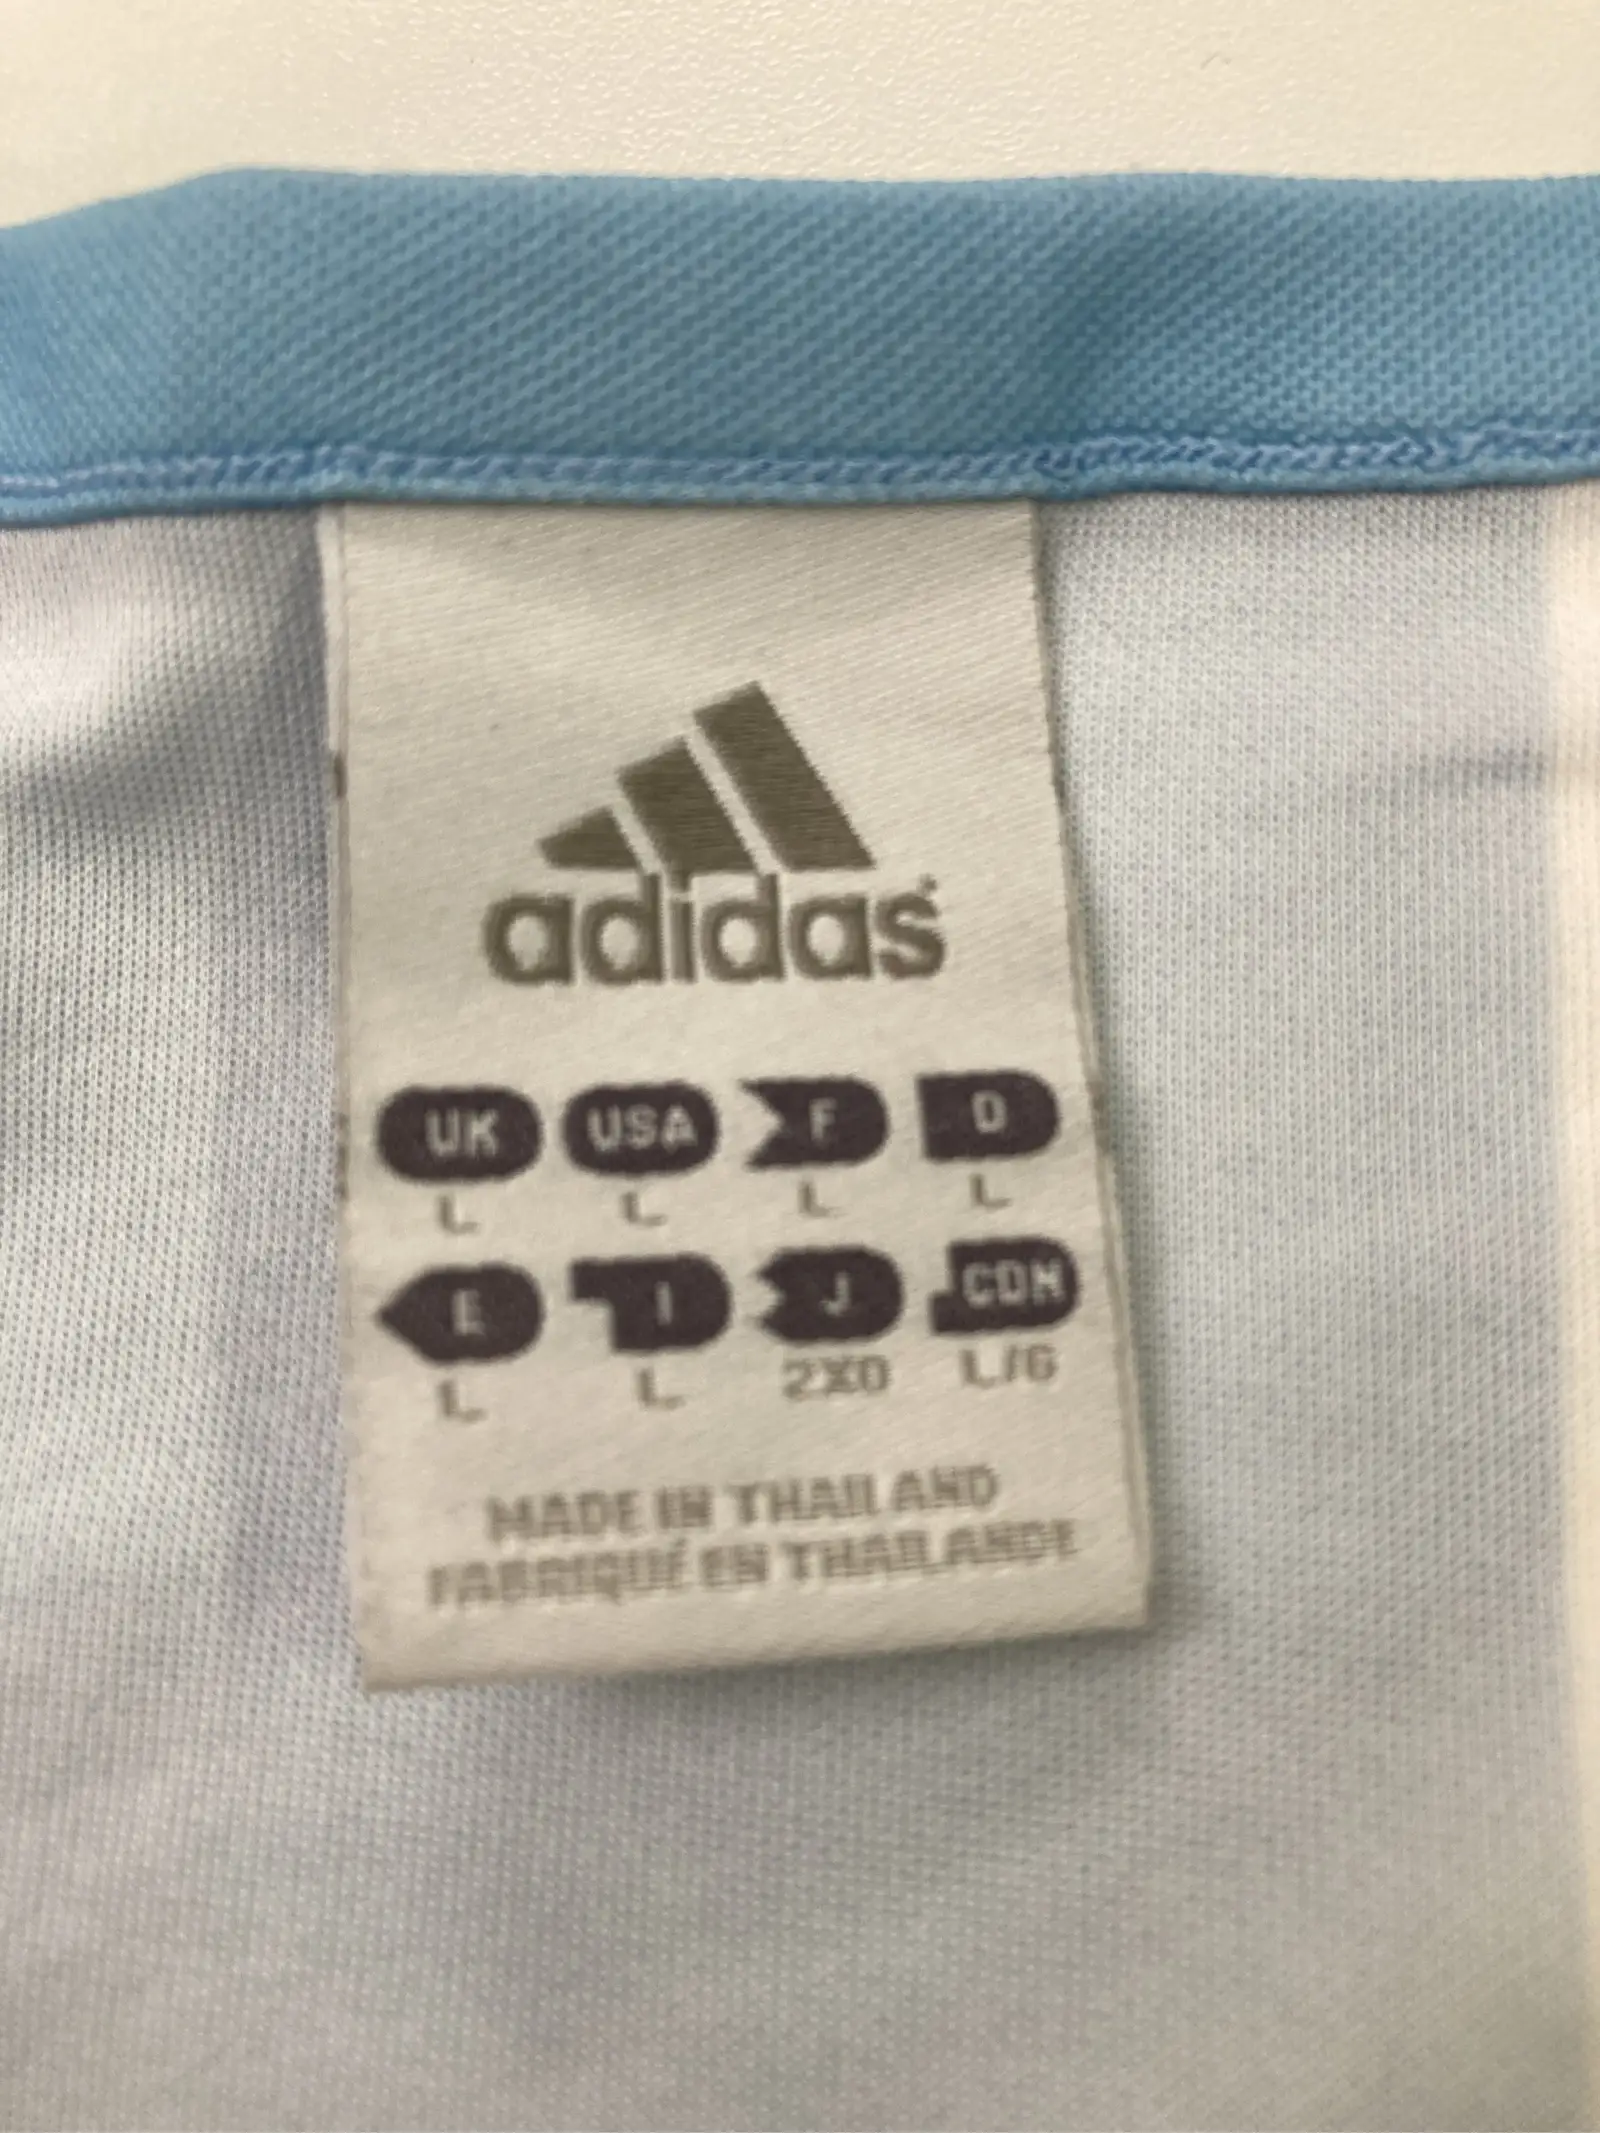 adidas
UK USA F D
L L L L
E I J CDN
L L 2XO L/G
MADE IN THAILAND
FABRIQUÉ EN THAILANDE